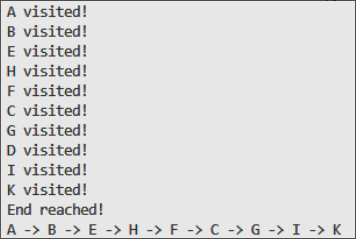 A visited!
B visited!
E visited!
H visited!
F visited!
C visited!
G visited!
D visited!
I visited!
K visited!
End reached!
A -> B -> E -> H -> F -> C -> G -> I -> K